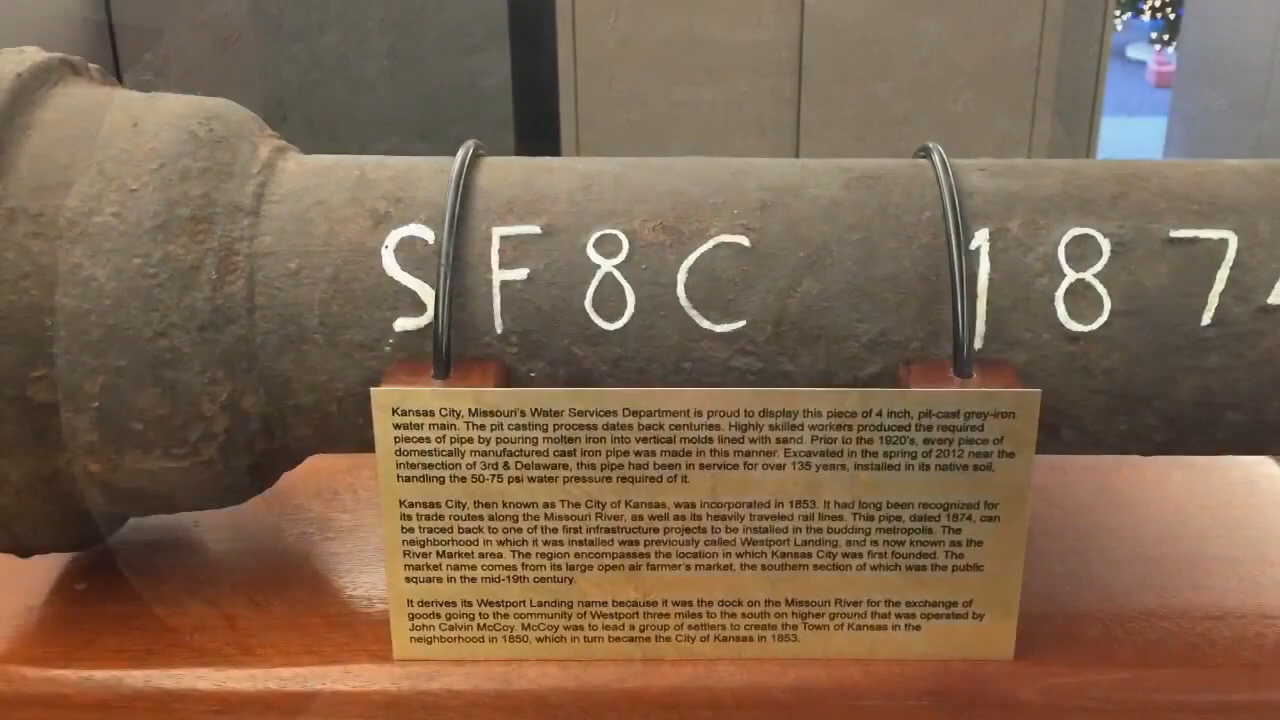 SF8C 187
Kansas City, Missouri's Water Services Department is proud to display this piece of 4 inch, pit-cast grey-iron
water main. The pit casting process dates back centuries. Highly skilled workers produced the required
pieces of pipe by pouring molten iron into vertical molds lined with sand. Prior to the 1920's, every piece of
domestically manufactured cast iron pipe was made in this manner. Excavated in the spring of 2012 near the
intersection of 3rd & Delaware, this pipe had been in service for over 135 years, installed in its native soil,
handling the 50-75 psi water pressure required of it.
Kansas City, then known as The City of Kansas, was incorporated in 1853. It had long been recognized for
its trade routes along the Missouri River, as well as its heavily traveled rail lines. This pipe, dated 1874, can
be traced back to one of the first infrastructure projects to be installed in the budding metropolis. The
neighborhood in which it was installed was previously called Westport Landing, and is now known as the
River Market area. The region encompasses the location in which Kansas City was first founded. The
market name comes from its large open air farmer's market, the southern section of which was the public
square in the mid-19th century.
It derives its Westport Landing name because it was the dock on the Missouri River for the exchange of
goods going to the community of Westport three miles to the south on higher ground that was operated by
John Calvin McCoy. McCoy was to lead a group of settlers to create the Town of Kansas in the
neighborhood in 1850, which in turn became the City of Kansas in 1853.